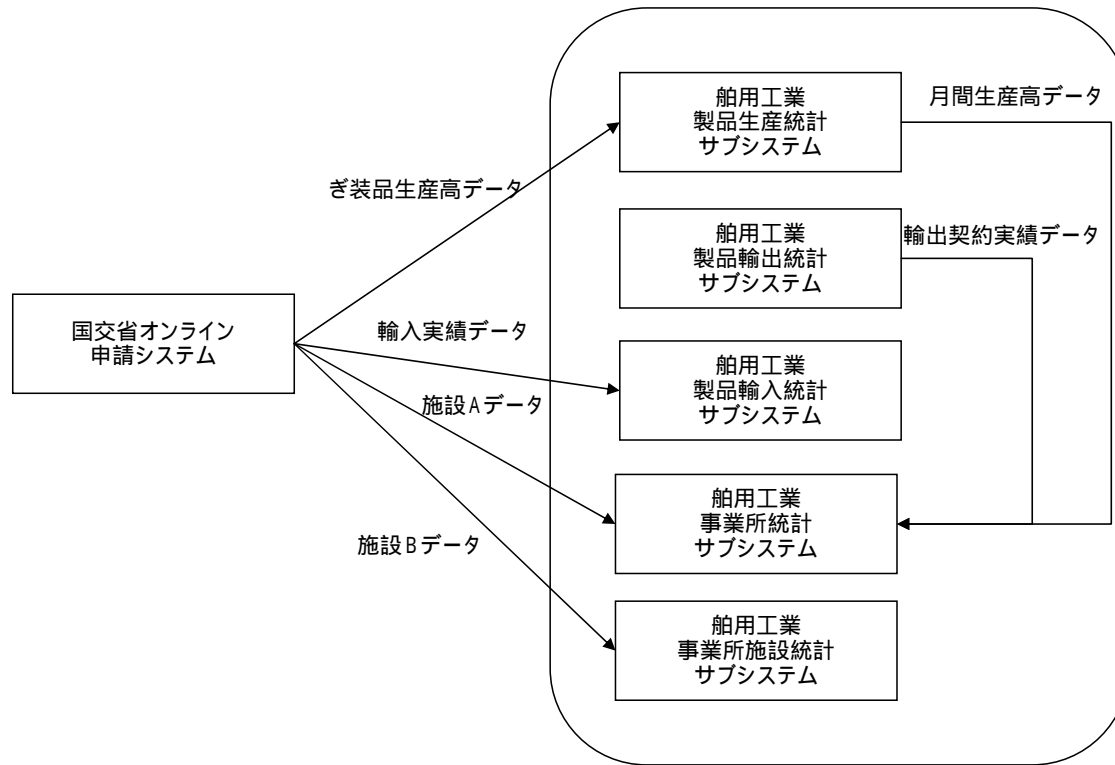 舶用工業
製品生産統計
サブシステム
月間生産高データ
ぎ装品生産高データ
舶用工業
製品輸出統計
サブシステム
輸出契約実績データ
国交省オンライン
申請システム
輸入実績データ
舶用工業
製品輸入統計
サブシステム
施設Aデータ
舶用工業
事業所統計
サブシステム
施設Bデータ
舶用工業
事業所施設統計
サブシステム